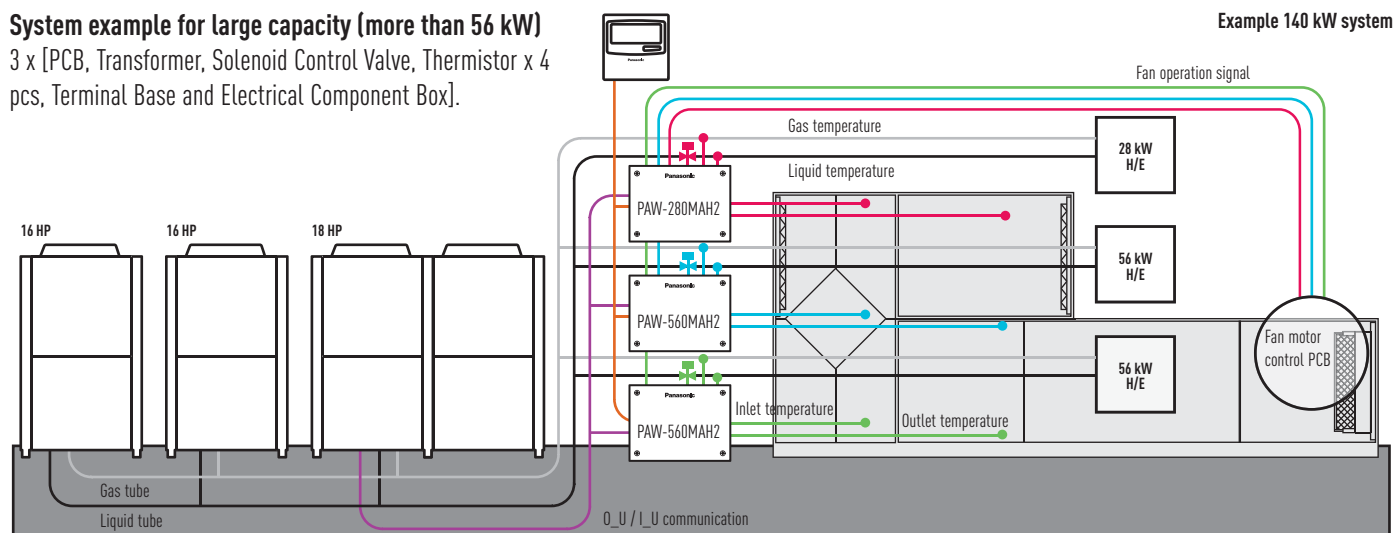 System example for large capacity (more than 56 kW)
3 x [PCB, Transformer, Solenoid Control Valve, Thermistor x 4
pcs, Terminal Base and Electrical Component Box].
Example 140 kW system
Panasonic
Fan operation signal
Gas temperature
28 kW
H/E
Liquid temperature
Panasonic
PAW-280MAH2
16 HP
16 HP
18 HP
56 kW
H/E
Panasonic
PAW-560MAH2
Fan motor
control PCB
56 kW
H/E
Panasonic
PAW-560MAH2
Inlet temperature
Outlet temperature
Gas tube
Liquid tube
O_U / I_U communication